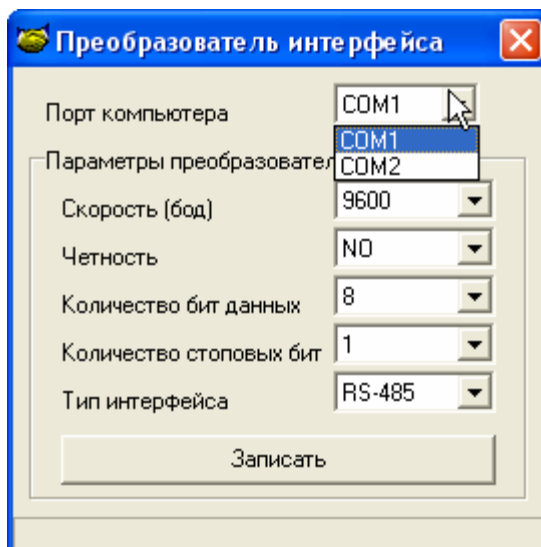 Преобразователь интерфейса
Порт компьютера COM1
COM1
COM2
Параметры преобразовател
Скорость (бод) 9600
Четность NO
Количество бит данных 8
Количество стоповых бит 1
Тип интерфейса RS-485
Записать